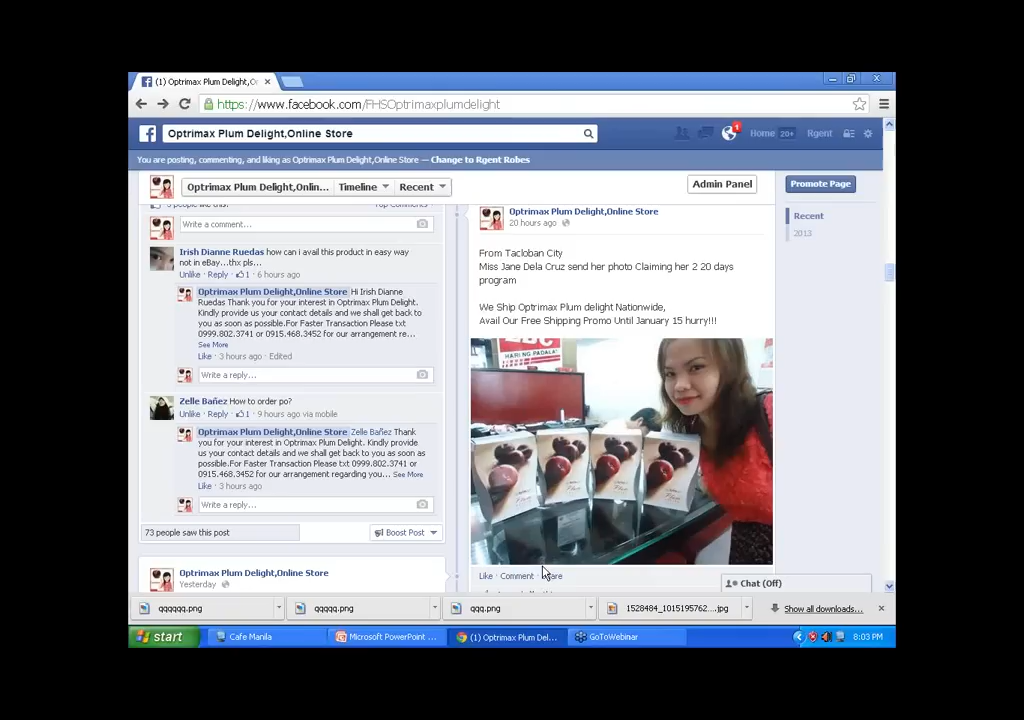 (1) Optrimax Plum Delight,O
https://www.facebook.com/FHSOptrimaxplumdelight
Optrimax Plum Delight,Online Store
1
Home 20+ Rgent
You are posting, commenting, and liking as Optrimax Plum Delight,Online Store — Change to Rgent Robes
Optrimax Plum Delight,Onlin... Timeline Recent
Admin Panel
Promote Page
Recent
2013
Write a comment...
Irish Dianne Ruedas how can i avail this product in easy way
not in eBay...thx pls...
Unlike · Reply · 1 · 6 hours ago
Optrimax Plum Delight,Online Store Hi Irish Dianne
Ruedas Thank you for your interest in Optrimax Plum Delight.
Kindly provide us your contact details and we shall get back to
you as soon as possible.For Faster Transaction Please txt
0999.802.3741 or 0915.468.3452 for our arrangement re...
See More
Like · 3 hours ago · Edited
Write a reply...
Zelle Bañez How to order po?
Unlike · Reply · 1 · 9 hours ago via mobile
Optrimax Plum Delight,Online Store Zelle Bañez Thank
you for your interest in Optrimax Plum Delight. Kindly provide
us your contact details and we shall get back to you as soon as
possible.For Faster Transaction Please txt 0999.802.3741 or
0915.468.3452 for our arrangement regarding you... See More
Like · 3 hours ago
Write a reply...
73 people saw this post
Boost Post
Optrimax Plum Delight,Online Store
Yesterday
Optrimax Plum Delight,Online Store
20 hours ago
From Tacloban City
Miss Jane Dela Cruz send her photo Claiming her 2 20 days
program
We Ship Optrimax Plum delight Nationwide,
Avail Our Free Shipping Promo Until January 15 hurry!!!
HARI NG PADALA!
Like · Comment
Chat (Off)
qqqqqq.png
qqqqq.png
qqq.png
1528484_1015195762....jpg
Show all downloads...
start
Cafe Manila
Microsoft PowerPoint ...
(1) Optrimax Plum Del...
GoToWebinar
8:03 PM